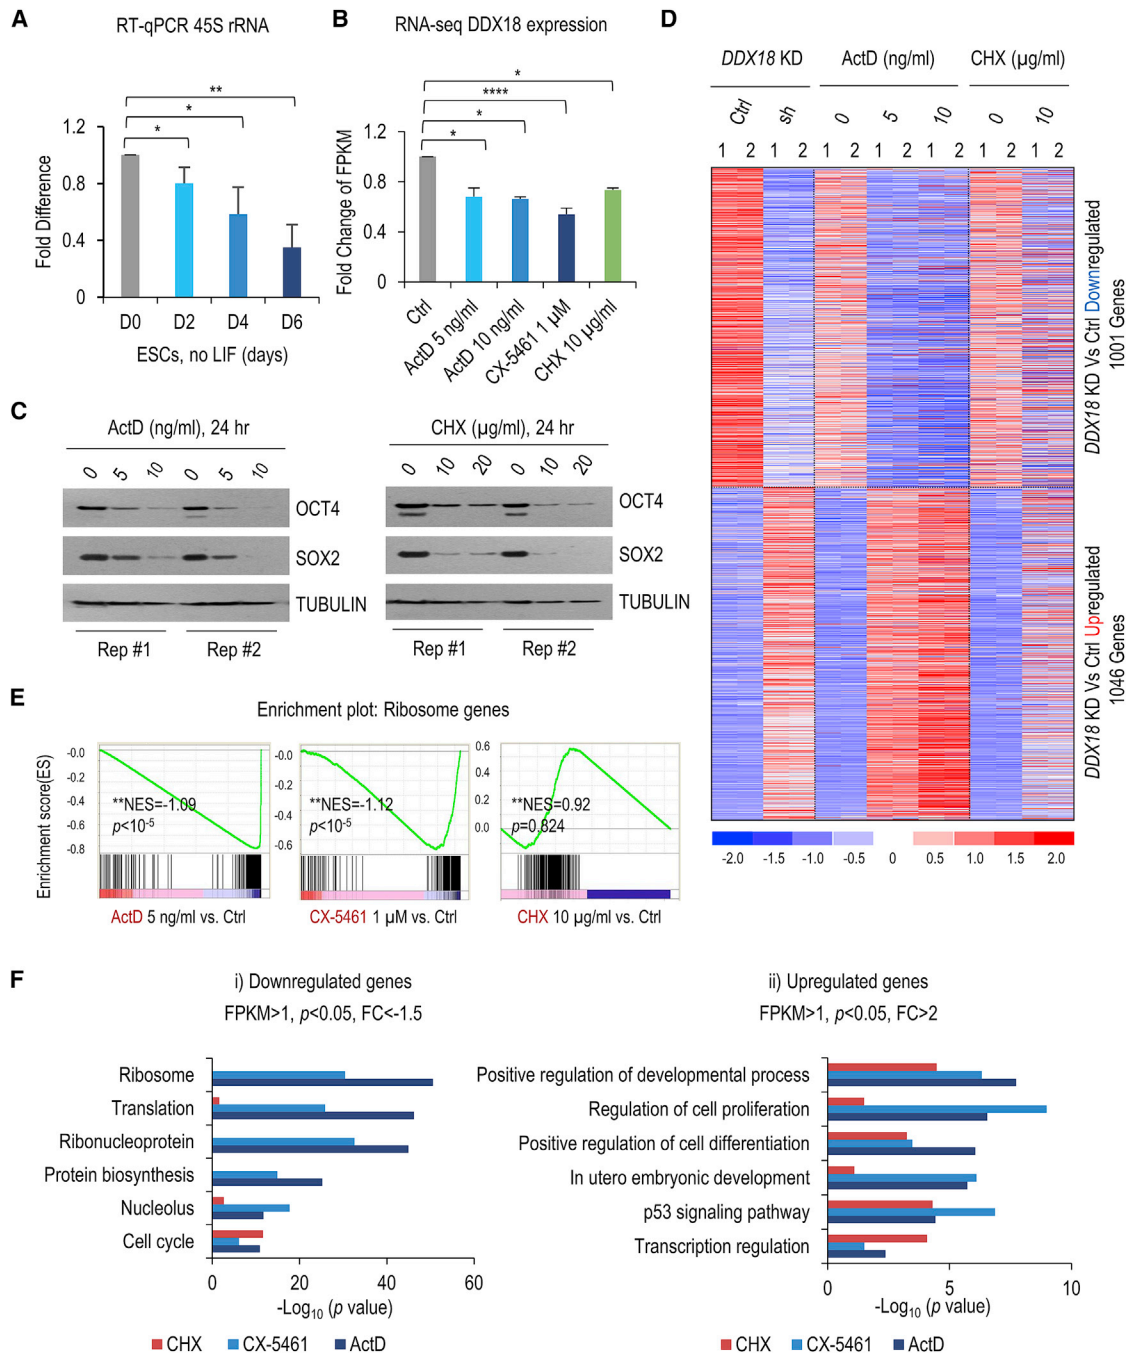 A
RT-qPCR 45S rRNA
**
*
*
Fold Difference
1.2
0.8
0.4
0
D0 D2 D4 D6
ESCs, no LIF (days)
B
RNA-seq DDX18 expression
*
****
*
*
Fold Change of FPKM
1.2
0.8
0.4
0
Ctrl
ActD 5 ng/ml
ActD 10 ng/ml
CX-5461 1 µM
CHX 10 µg/ml
C
ActD (ng/ml), 24 hr
0 5 10 0 5 10
OCT4
SOX2
TUBULIN
Rep #1 Rep #2
CHX (µg/ml), 24 hr
0 10 20 0 10 20
OCT4
SOX2
TUBULIN
Rep #1 Rep #2
D
DDX18 KD ActD (ng/ml) CHX (µg/ml)
Ctrl sh 0 5 10 0 10
1 2 1 2 1 2 1 2 1 2 1 2 1 2
DDX18 KD Vs Ctrl Downregulated
1001 Genes
DDX18 KD Vs Ctrl Upregulated
1046 Genes
-2.0 -1.5 -1.0 -0.5 0 0.5 1.0 1.5 2.0
E
Enrichment plot: Ribosome genes
Enrichment score(ES)
-0.0
-0.2
-0.4
-0.6
-0.8
**NES=-1.09
p<10-5
ActD 5 ng/ml vs. Ctrl
-0.0
-0.2
-0.4
-0.6
**NES=-1.12
p<10-5
CX-5461 1 µM vs. Ctrl
0.6
0.4
0.2
0.0
**NES=0.92
p=0.824
CHX 10 µg/ml vs. Ctrl
F
i) Downregulated genes
FPKM>1, p<0.05, FC<-1.5
Ribosome
Translation
Ribonucleoprotein
Protein biosynthesis
Nucleolus
Cell cycle
0 20 40 60
-Log10 (p value)
CHX CX-5461 ActD
ii) Upregulated genes
FPKM>1, p<0.05, FC>2
Positive regulation of developmental process
Regulation of cell proliferation
Positive regulation of cell differentiation
In utero embryonic development
p53 signaling pathway
Transcription regulation
0 5 10
-Log10 (p value)
CHX CX-5461 ActD